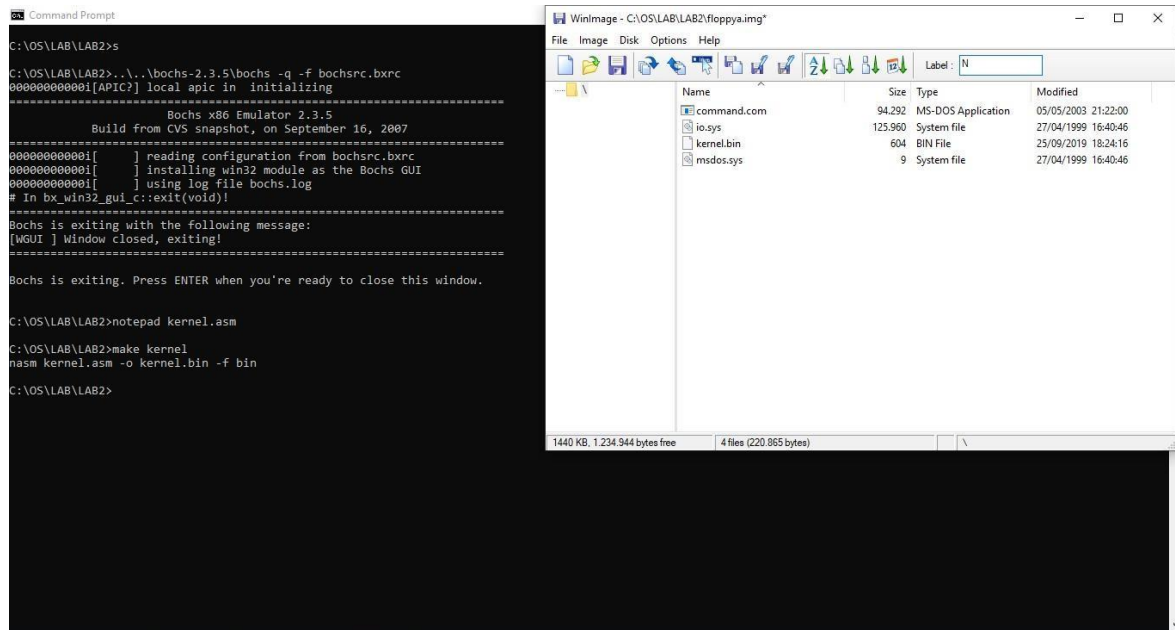 Command Prompt
C:\OS\LAB\LAB2>s
C:\OS\LAB\LAB2>..\..\bochs-2.3.5\bochs -q -f bochsrc.bxrc
00000000000i[APIC?] local apic in  initializing
========================================================================
Bochs x86 Emulator 2.3.5
Build from CVS snapshot, on September 16, 2007
========================================================================
00000000000i[     ] reading configuration from bochsrc.bxrc
00000000000i[     ] installing win32 module as the Bochs GUI
00000000000i[     ] using log file bochs.log
# In bx_win32_gui_c::exit(void)!
========================================================================
Bochs is exiting with the following message:
[WGUI ] Window closed, exiting!
========================================================================
Bochs is exiting. Press ENTER when you're ready to close this window.
C:\OS\LAB\LAB2>notepad kernel.asm
C:\OS\LAB\LAB2>make kernel
nasm kernel.asm -o kernel.bin -f bin
C:\OS\LAB\LAB2>
WinImage - C:\OS\LAB\LAB2\floppya.img*
File Image Disk Options Help
Label : N
\
Name Size Type Modified
command.com 94.292 MS-DOS Application 05/05/2003 21:22:00
io.sys 125.960 System file 27/04/1999 16:40:46
kernel.bin 604 BIN File 25/09/2019 18:24:16
msdos.sys 9 System file 27/04/1999 16:40:46
1440 KB, 1.234.944 bytes free 4 files (220.865 bytes) \